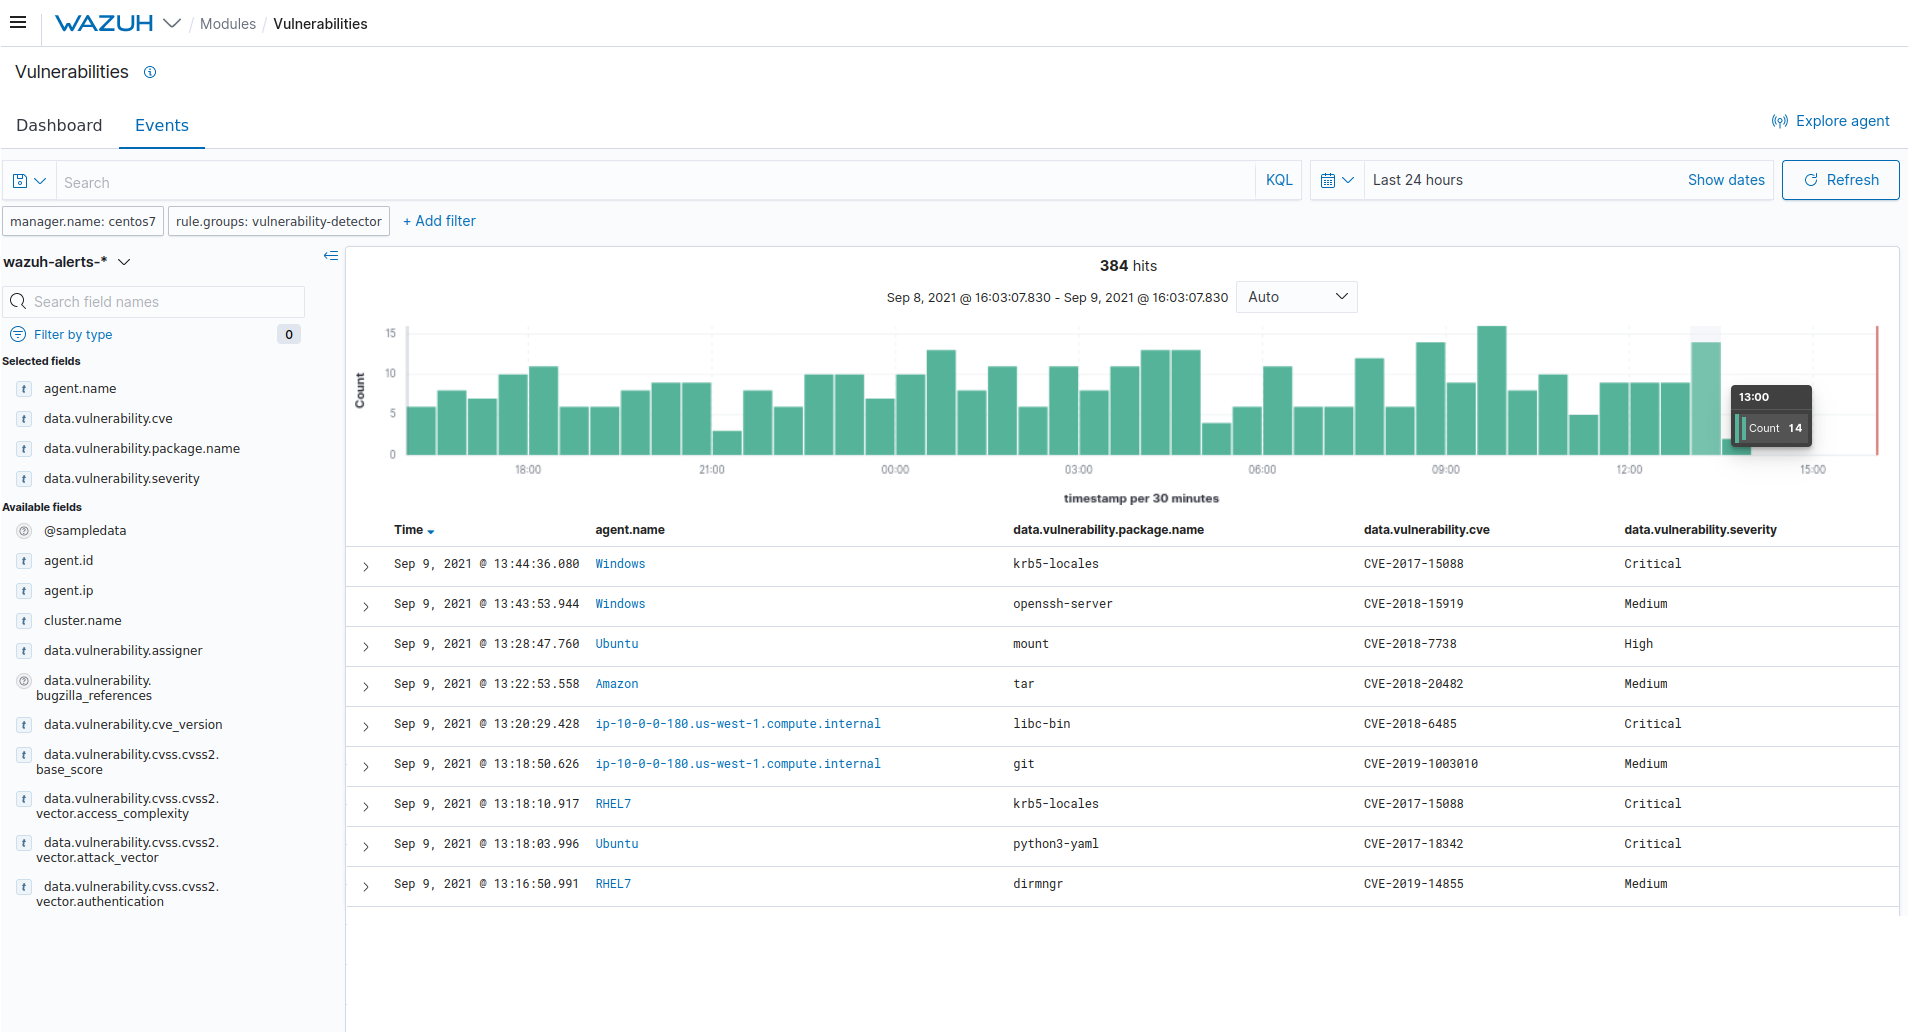 WAZUH / Modules / Vulnerabilities
Vulnerabilities
Dashboard Events Explore agent
Search KQL Last 24 hours Show dates Refresh
manager.name: centos7 rule.groups: vulnerability-detector + Add filter
wazuh-alerts-*
Search field names
Filter by type 0
Selected fields
t agent.name
t data.vulnerability.cve
t data.vulnerability.package.name
t data.vulnerability.severity
Available fields
? @sampledata
t agent.id
t agent.ip
t cluster.name
t data.vulnerability.assigner
? data.vulnerability.
bugzilla_references
t data.vulnerability.cve_version
t data.vulnerability.cvss.cvss2.
base_score
t data.vulnerability.cvss.cvss2.
vector.access_complexity
t data.vulnerability.cvss.cvss2.
vector.attack_vector
t data.vulnerability.cvss.cvss2.
vector.authentication
384 hits
Sep 8, 2021 @ 16:03:07.830 - Sep 9, 2021 @ 16:03:07.830 Auto
Count
15
10
5
0
13:00
Count 14
18:00 21:00 00:00 03:00 06:00 09:00 12:00 15:00
timestamp per 30 minutes
Time agent.name data.vulnerability.package.name data.vulnerability.cve data.vulnerability.severity
Sep 9, 2021 @ 13:44:36.080 Windows krb5-locales CVE-2017-15088 Critical
Sep 9, 2021 @ 13:43:53.944 Windows openssh-server CVE-2018-15919 Medium
Sep 9, 2021 @ 13:28:47.760 Ubuntu mount CVE-2018-7738 High
Sep 9, 2021 @ 13:22:53.558 Amazon tar CVE-2018-20482 Medium
Sep 9, 2021 @ 13:20:29.428 ip-10-0-0-180.us-west-1.compute.internal libc-bin CVE-2018-6485 Critical
Sep 9, 2021 @ 13:18:50.626 ip-10-0-0-180.us-west-1.compute.internal git CVE-2019-1003010 Medium
Sep 9, 2021 @ 13:18:10.917 RHEL7 krb5-locales CVE-2017-15088 Critical
Sep 9, 2021 @ 13:18:03.996 Ubuntu python3-yaml CVE-2017-18342 Critical
Sep 9, 2021 @ 13:16:50.991 RHEL7 dirmngr CVE-2019-14855 Medium